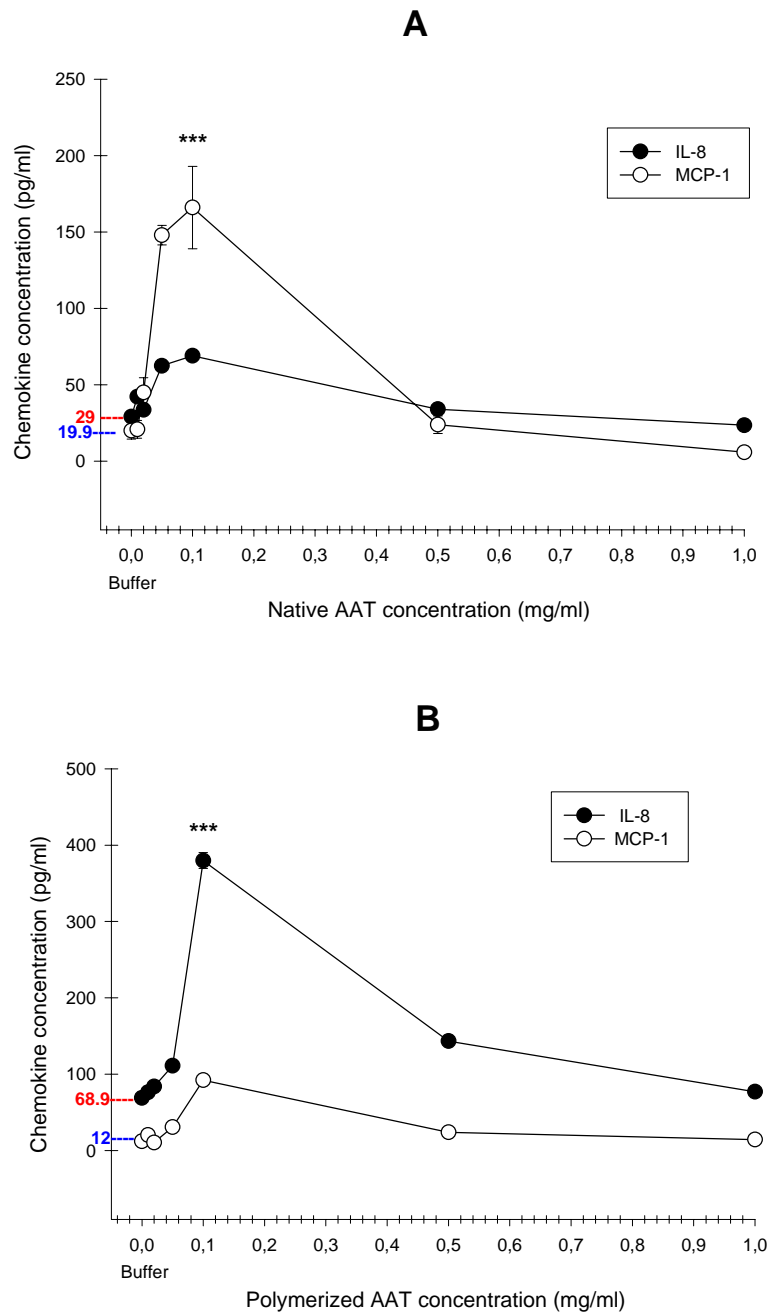 A
Chemokine concentration (pg/ml)
250
200
150
100
50
0
29
19.9
***
IL-8
MCP-1
0,0 0,1 0,2 0,3 0,4 0,5 0,6 0,7 0,8 0,9 1,0
Buffer
Native AAT concentration (mg/ml)
B
Chemokine concentration (pg/ml)
500
400
300
200
100
0
68.9
12
***
IL-8
MCP-1
0,0 0,1 0,2 0,3 0,4 0,5 0,6 0,7 0,8 0,9 1,0
Buffer
Polymerized AAT concentration (mg/ml)